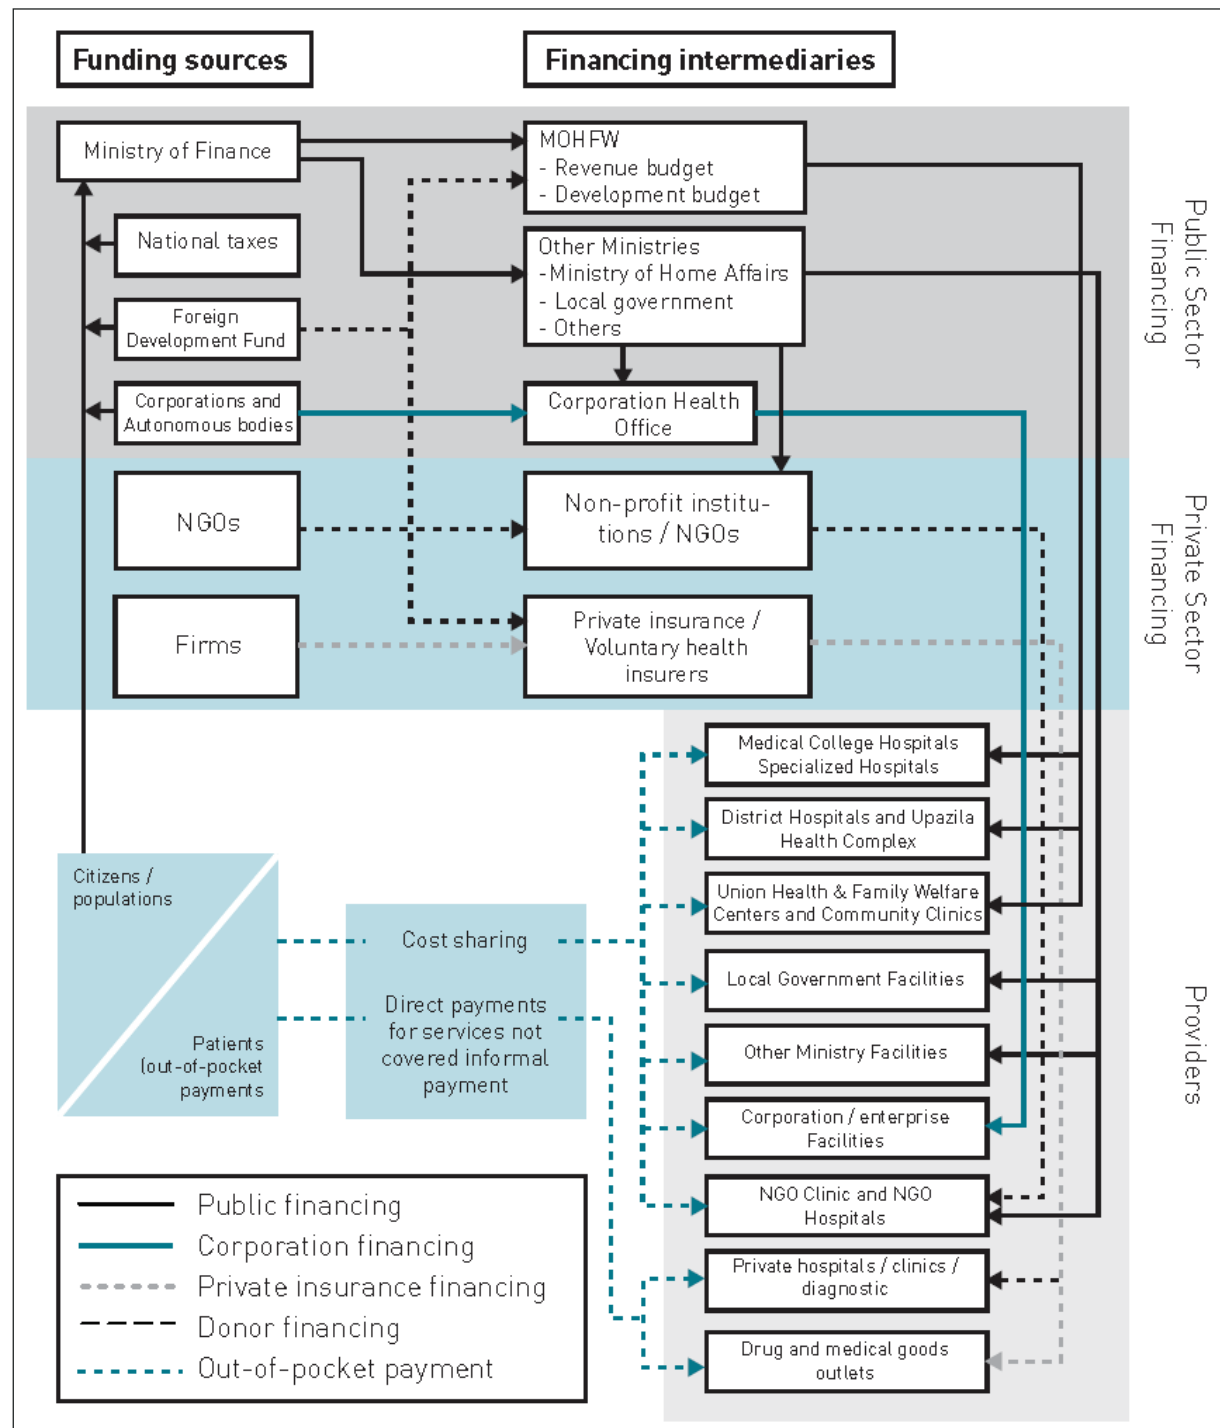 Funding sources
Financing intermediaries
Ministry of Finance
National taxes
Foreign
Development Fund
Corporations and
Autonomous bodies
NGOs
Firms
MOHFW
- Revenue budget
- Development budget
Other Ministries
-Ministry of Home Affairs
- Local government
- Others
Corporation Health
Office
Non-profit institu-
tions / NGOs
Private insurance /
Voluntary health
insurers
Public Sector
Financing
Private Sector
Financing
Providers
Citizens /
populations
Patients
(out-of-pocket
payments
Cost sharing
Direct payments
for services not
covered informal
payment
Medical College Hospitals
Specialized Hospitals
District Hospitals and Upazila
Health Complex
Union Health & Family Welfare
Centers and Community Clinics
Local Government Facilities
Other Ministry Facilities
Corporation / enterprise
Facilities
NGO Clinic and NGO
Hospitals
Private hospitals / clinics /
diagnostic
Drug and medical goods
outlets
Public financing
Corporation financing
Private insurance financing
Donor financing
Out-of-pocket payment